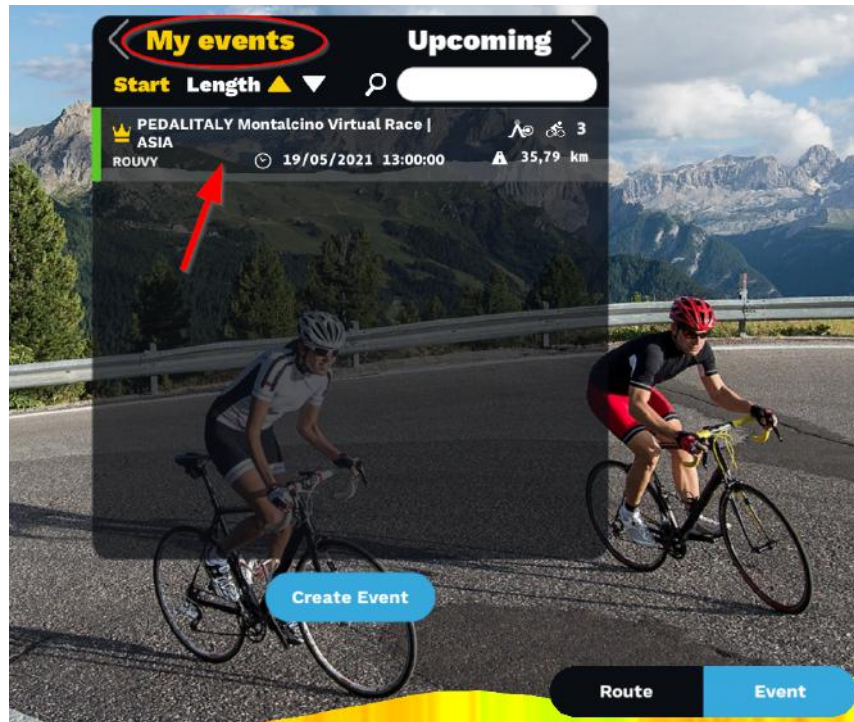 My events Upcoming
Start Length
PEDALITALY Montalcino Virtual Race | 3
ASIA
ROUVY 19/05/2021 13:00:00 35,79 km
Create Event
Route Event